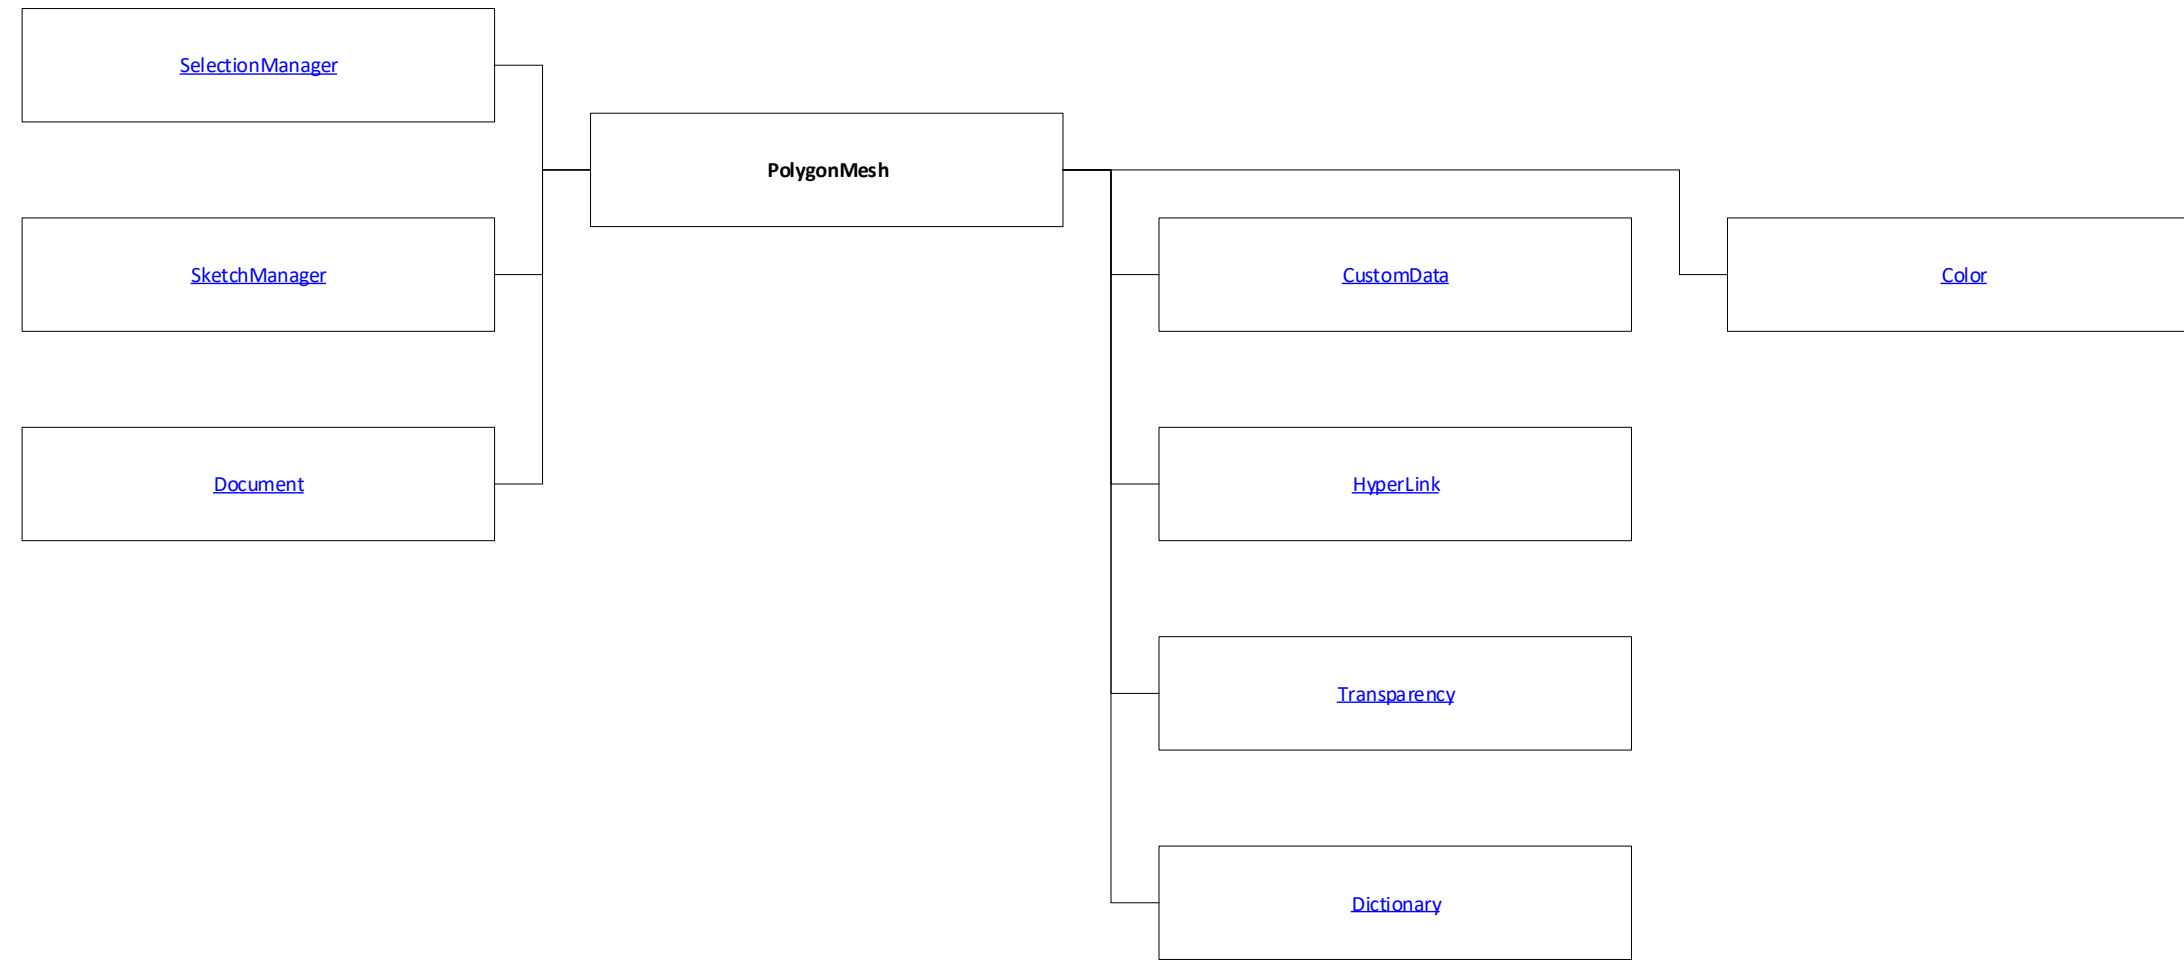 SelectionManager
PolygonMesh
SketchManager
CustomData
Color
Document
HyperLink
Transparency
Dictionary